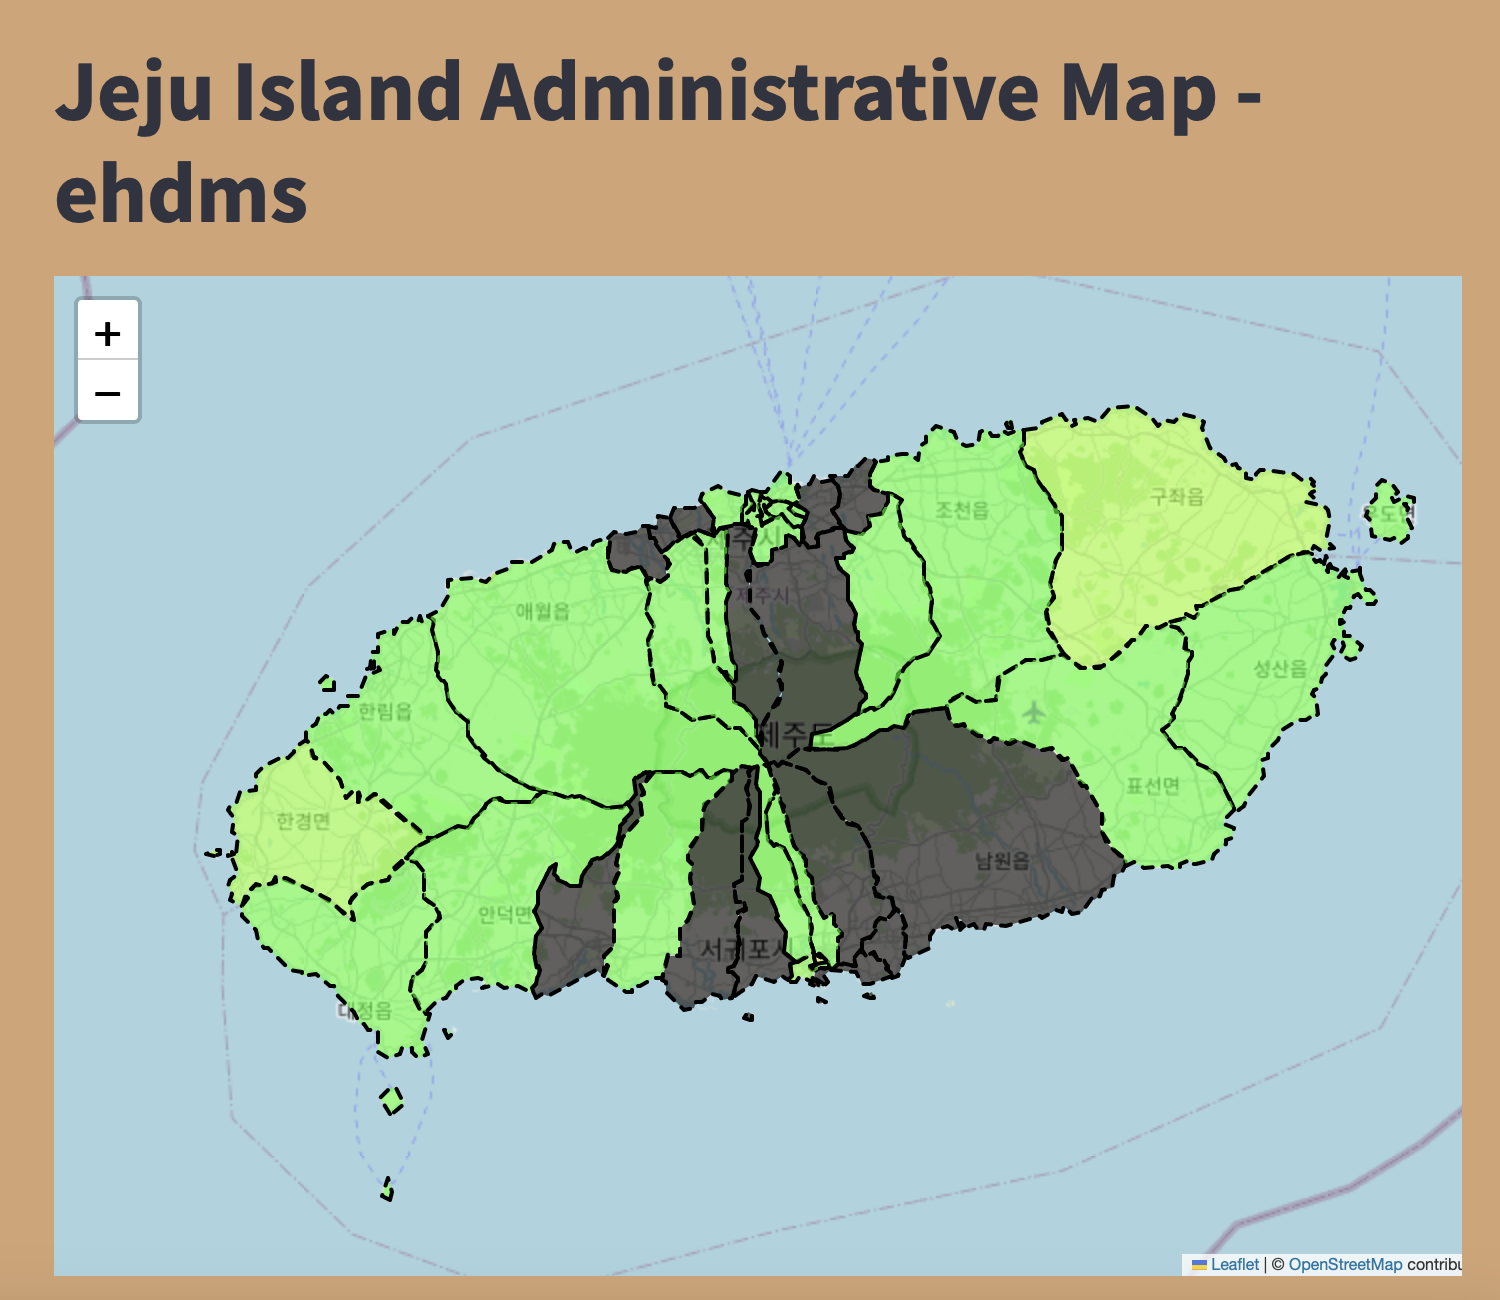 Jeju Island Administrative Map -
ehdms
+
−
구좌읍
조천읍
우도면
제주시
제주시
애월읍
성산읍
한림읍
제주도
표선면
한경면
남원읍
안덕면
서귀포시
대정읍
Leaflet | © OpenStreetMap contribu